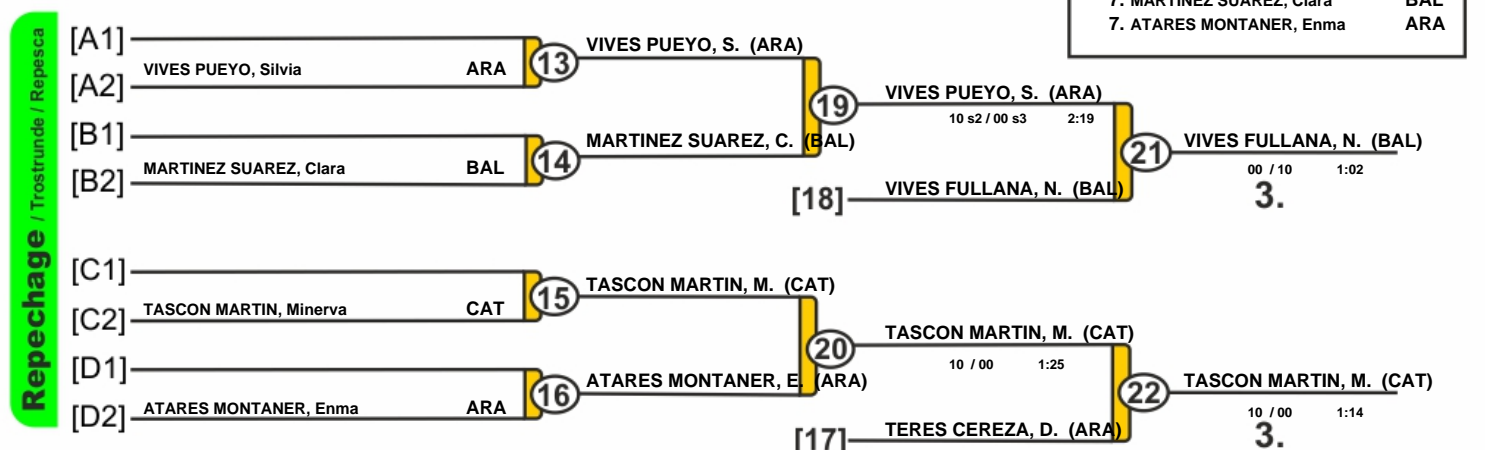 7. MARTINEZ SUAREZ, Clara BAL
7. ATARES MONTANER, Enma ARA
Repechage / Trostrunde / Repesca
[A1]
VIVES PUEYO, Silvia ARA
[A2]
13
VIVES PUEYO, S. (ARA)
[B1]
MARTINEZ SUAREZ, Clara BAL
[B2]
14
MARTINEZ SUAREZ, C. (BAL)
19
VIVES PUEYO, S. (ARA)
10 s2 / 00 s3 2:19
[18]
VIVES FULLANA, N. (BAL)
21
VIVES FULLANA, N. (BAL)
00 / 10 1:02
3.
[C1]
TASCON MARTIN, Minerva CAT
[C2]
15
TASCON MARTIN, M. (CAT)
[D1]
ATARES MONTANER, Enma ARA
[D2]
16
ATARES MONTANER, E. (ARA)
20
TASCON MARTIN, M. (CAT)
10 / 00 1:25
[17]
TERES CEREZA, D. (ARA)
22
TASCON MARTIN, M. (CAT)
10 / 00 1:14
3.